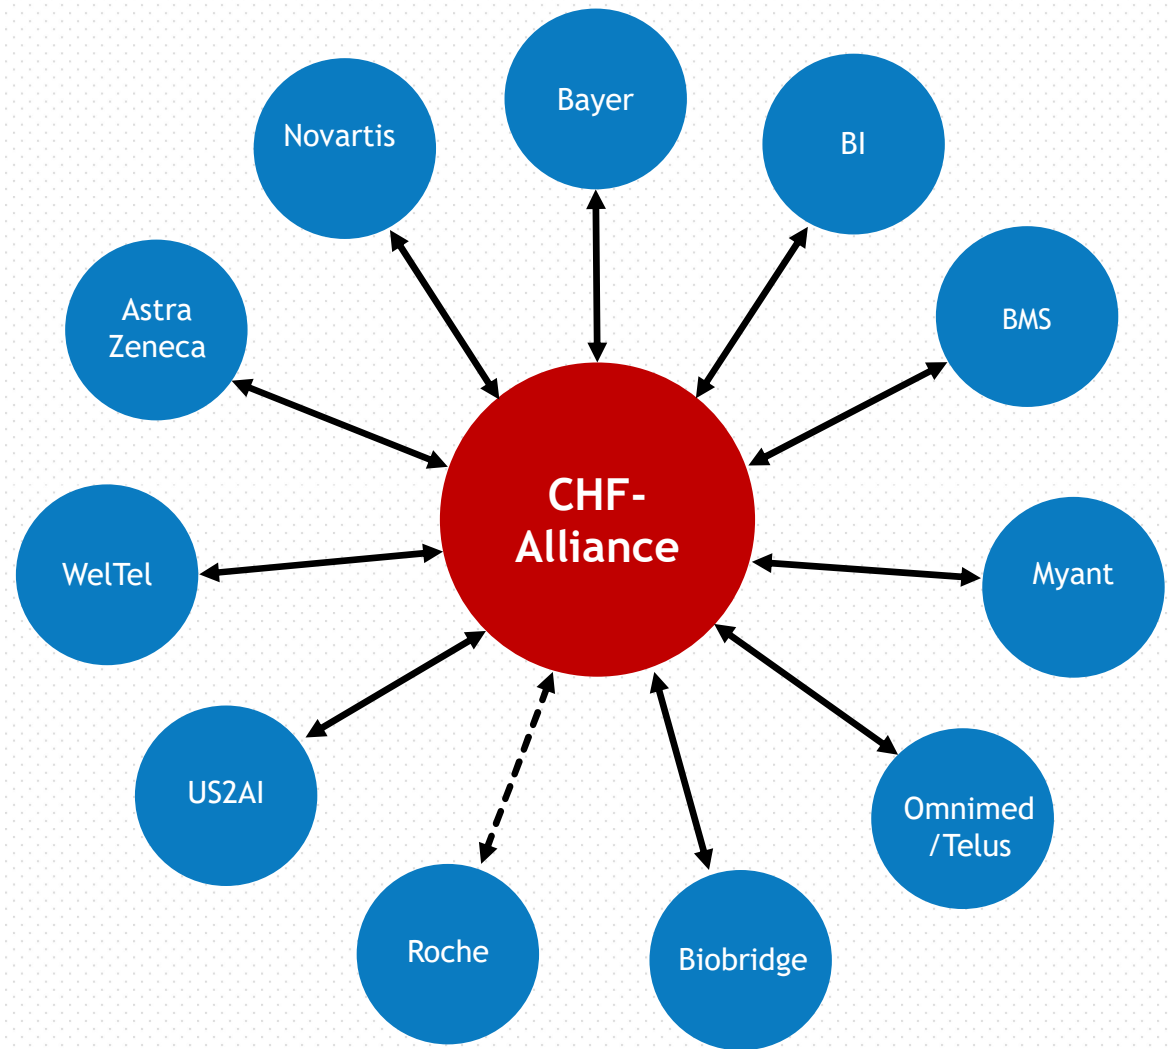 Bayer
Novartis
BI
Astra
Zeneca
BMS
CHF-
Alliance
WelTel
Myant
US2AI
Omnimed
/Telus
Roche
Biobridge